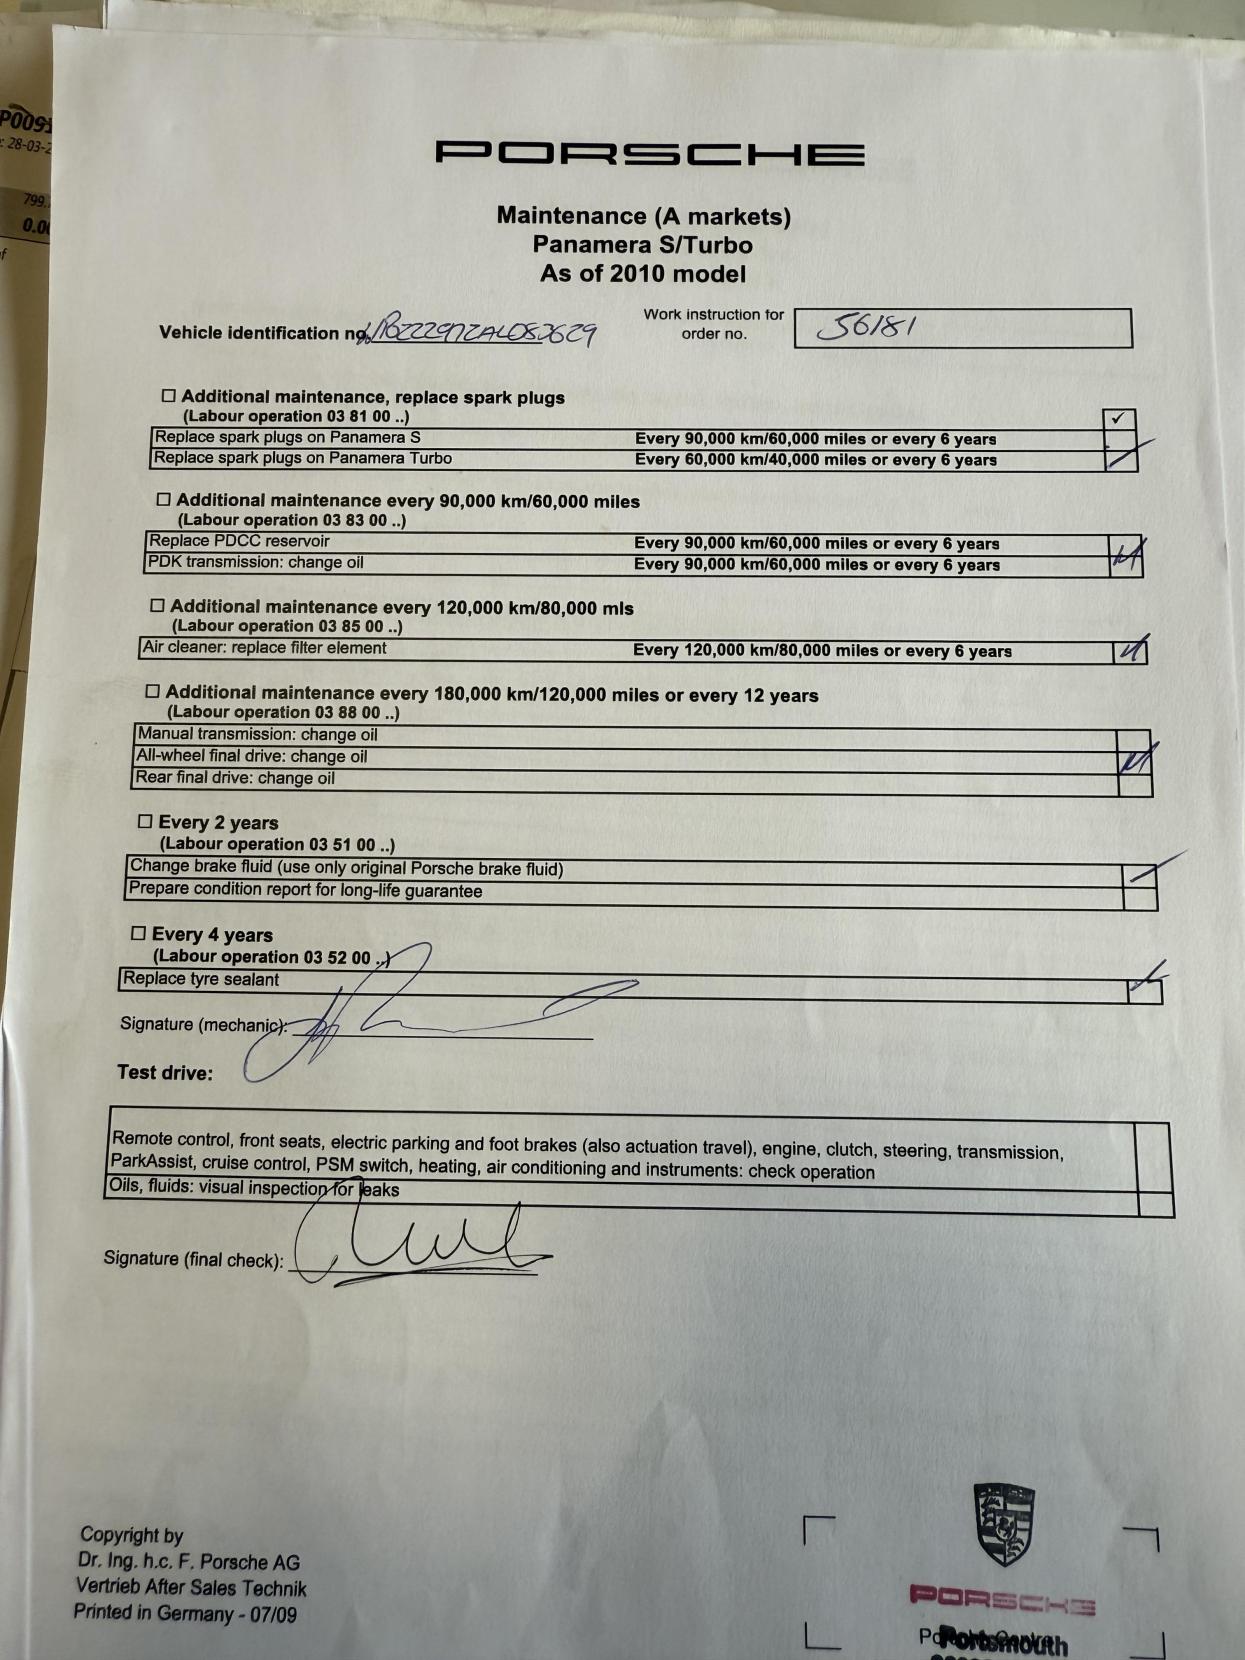 P0091
: 28-03-2
799.
0.00
PORSCHE
Maintenance (A markets)
Panamera S/Turbo
As of 2010 model
Vehicle identification no.
Work instruction for
order no.
56181
☐ Additional maintenance, replace spark plugs
(Labour operation 03 81 00 ..)
✓
Replace spark plugs on Panamera S Every 90,000 km/60,000 miles or every 6 years
Replace spark plugs on Panamera Turbo Every 60,000 km/40,000 miles or every 6 years
☐ Additional maintenance every 90,000 km/60,000 miles
(Labour operation 03 83 00 ..)
Replace PDCC reservoir Every 90,000 km/60,000 miles or every 6 years
PDK transmission: change oil Every 90,000 km/60,000 miles or every 6 years
☐ Additional maintenance every 120,000 km/80,000 mls
(Labour operation 03 85 00 ..)
Air cleaner: replace filter element Every 120,000 km/80,000 miles or every 6 years
☐ Additional maintenance every 180,000 km/120,000 miles or every 12 years
(Labour operation 03 88 00 ..)
Manual transmission: change oil
All-wheel final drive: change oil
Rear final drive: change oil
☐ Every 2 years
(Labour operation 03 51 00 ..)
Change brake fluid (use only original Porsche brake fluid)
Prepare condition report for long-life guarantee
☐ Every 4 years
(Labour operation 03 52 00 ..)
Replace tyre sealant
Signature (mechanic):
Test drive:
Remote control, front seats, electric parking and foot brakes (also actuation travel), engine, clutch, steering, transmission,
ParkAssist, cruise control, PSM switch, heating, air conditioning and instruments: check operation
Oils, fluids: visual inspection for leaks
Signature (final check):
Copyright by
Dr. Ing. h.c. F. Porsche AG
Vertrieb After Sales Technik
Printed in Germany - 07/09
PORSCHE
Portsmouth